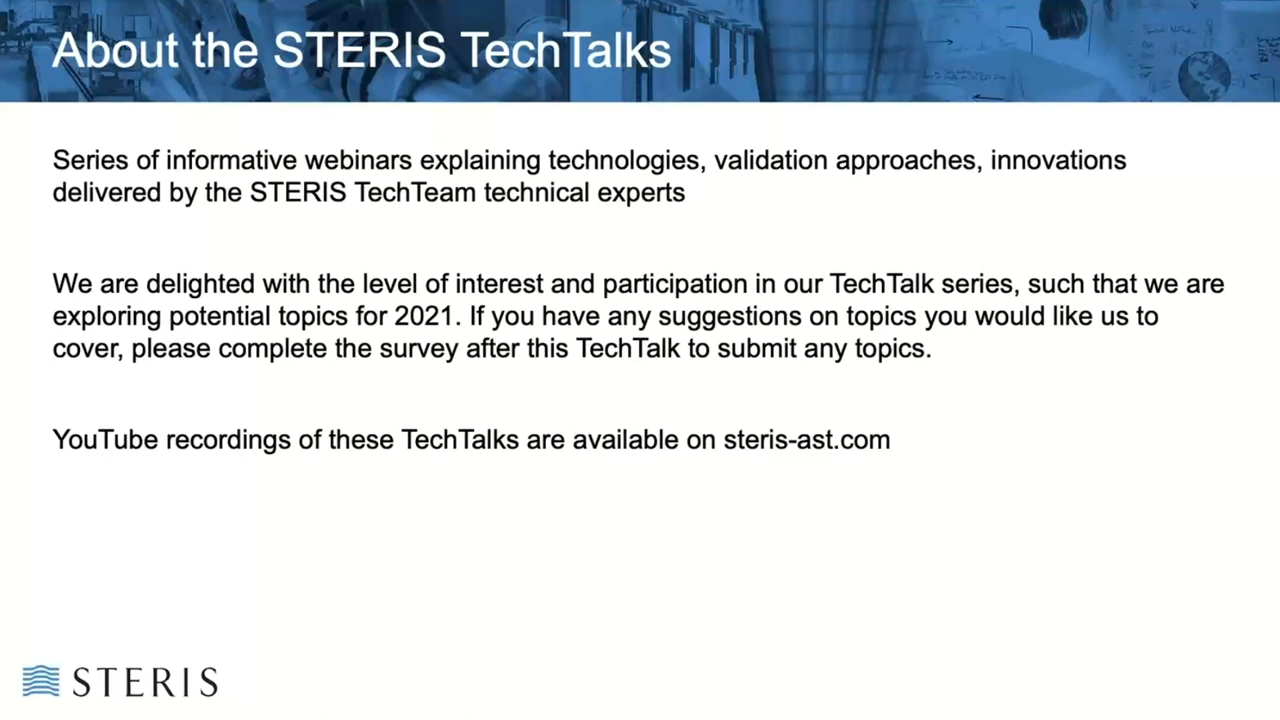 About the STERIS TechTalks
Series of informative webinars explaining technologies, validation approaches, innovations
delivered by the STERIS TechTeam technical experts
We are delighted with the level of interest and participation in our TechTalk series, such that we are
exploring potential topics for 2021. If you have any suggestions on topics you would like us to
cover, please complete the survey after this TechTalk to submit any topics.
YouTube recordings of these TechTalks are available on steris-ast.com
STERIS